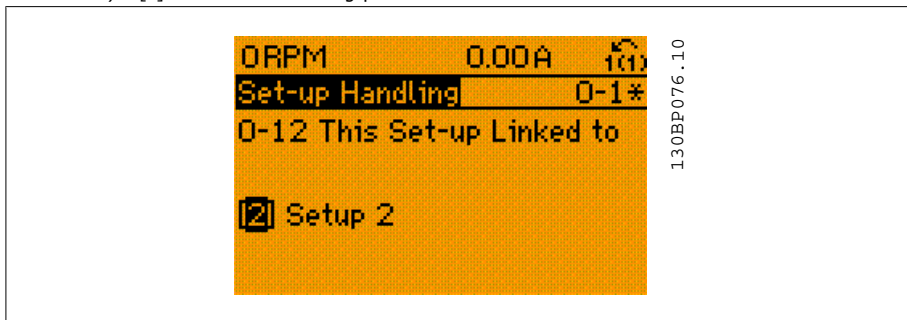 0RPM 0.00A 1(1)
Set-up Handling 0-1*
0-12 This Set-up Linked to
[2] Setup 2
130BP076.10